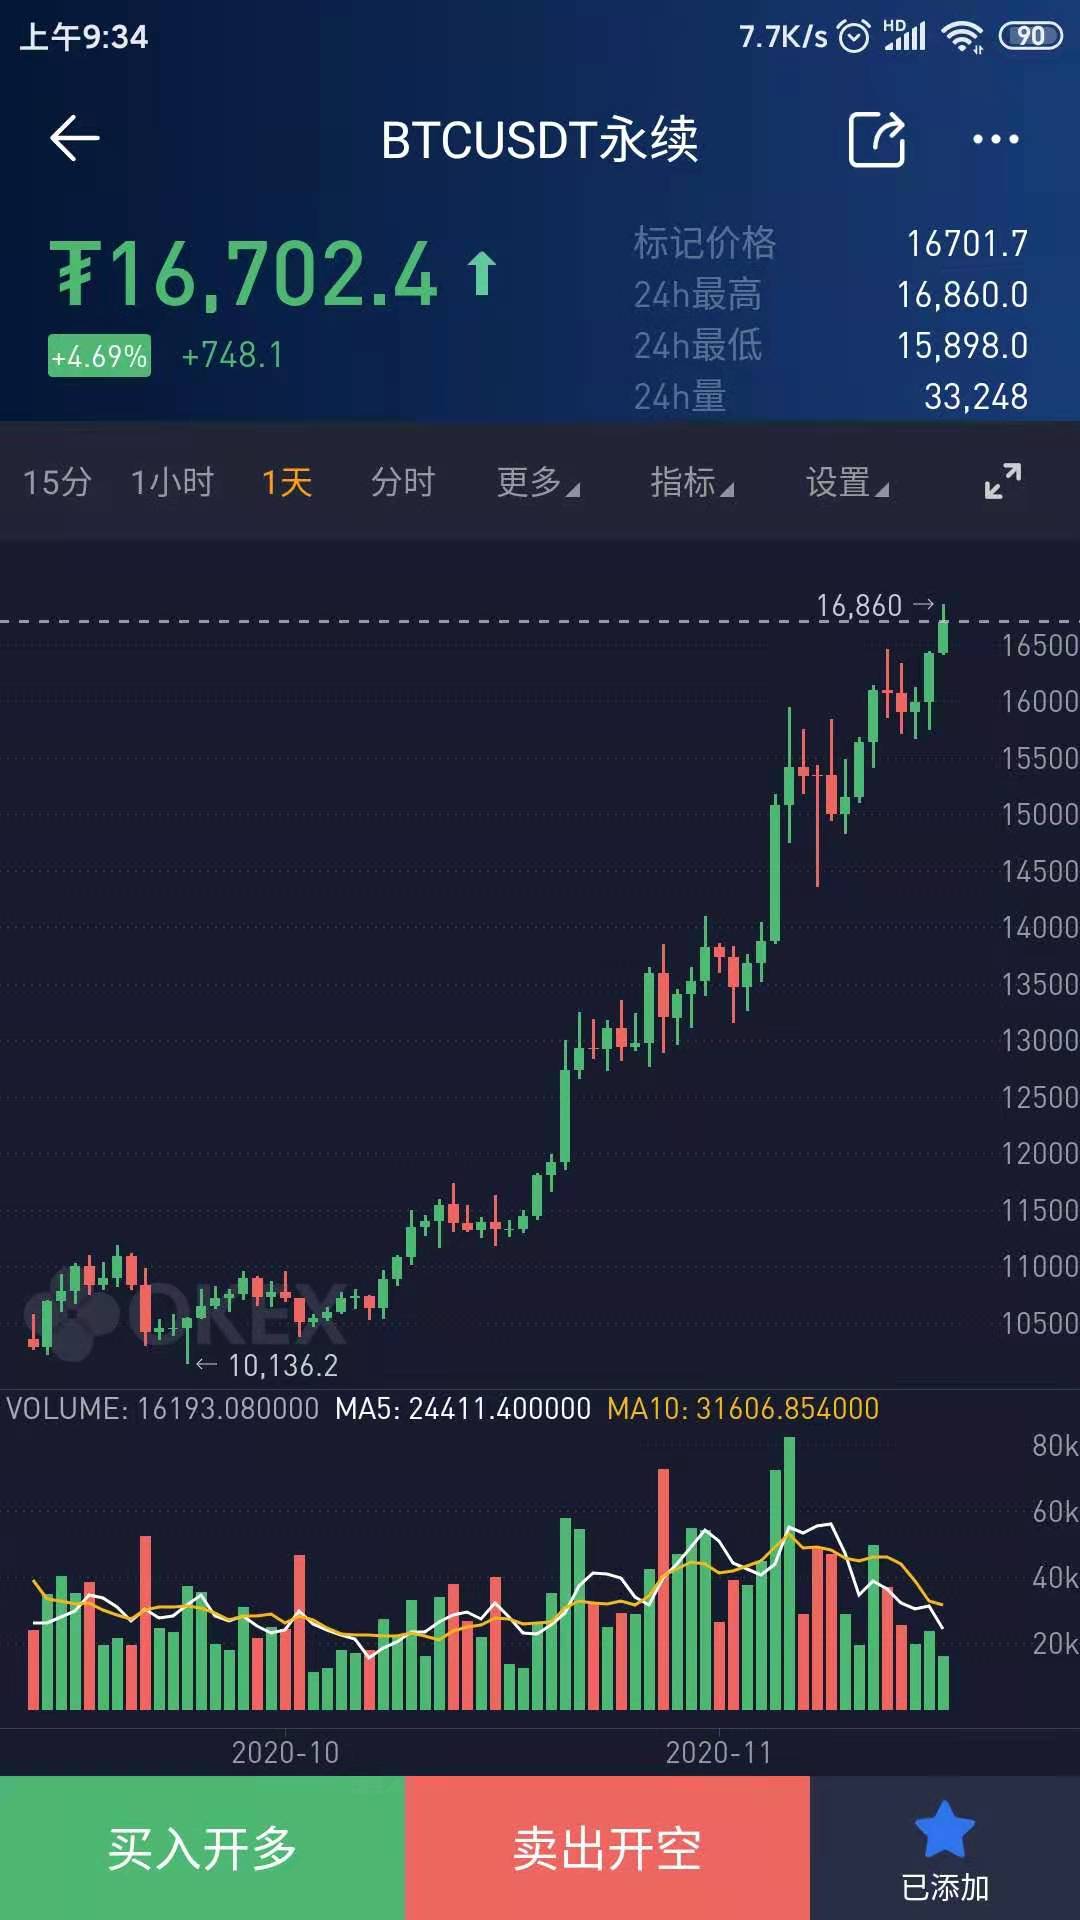 上午9:34 7.7K/s HD 90
BTCUSDT永续
₮16,702.4
+4.69% +748.1
标记价格 16701.7
24h最高 16,860.0
24h最低 15,898.0
24h量 33,248
15分 1小时 1天 分时 更多 指标 设置
16,860
16500
16000
15500
15000
14500
14000
13500
13000
12500
12000
11500
11000
10500
OKEX
10,136.2
VOLUME: 16193.080000 MA5: 24411.400000 MA10: 31606.854000
80k
60k
40k
20k
2020-10 2020-11
买入开多 卖出开空 已添加